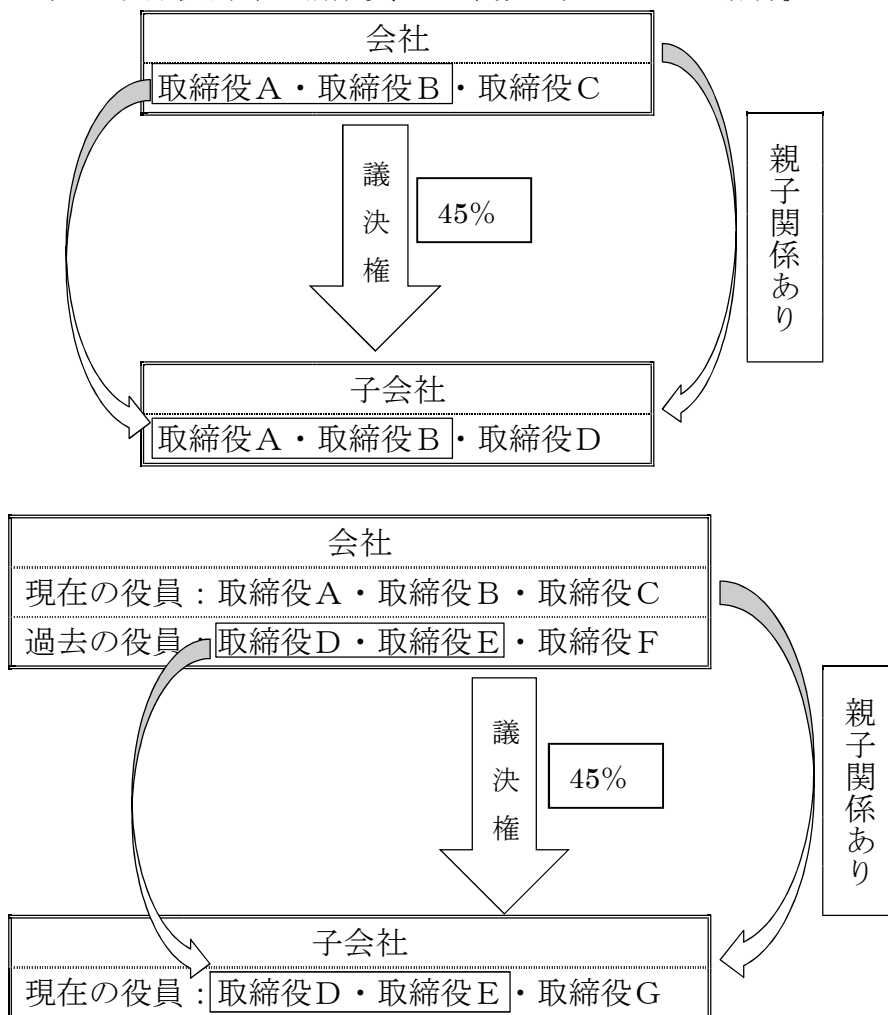 会社
取締役A・取締役B・取締役C
議決権
45%
親子関係あり
子会社
取締役A・取締役B・取締役D
会社
現在の役員:取締役A・取締役B・取締役C
過去の役員:取締役D・取締役E・取締役F
議決権
45%
親子関係あり
子会社
現在の役員:取締役D・取締役E・取締役G